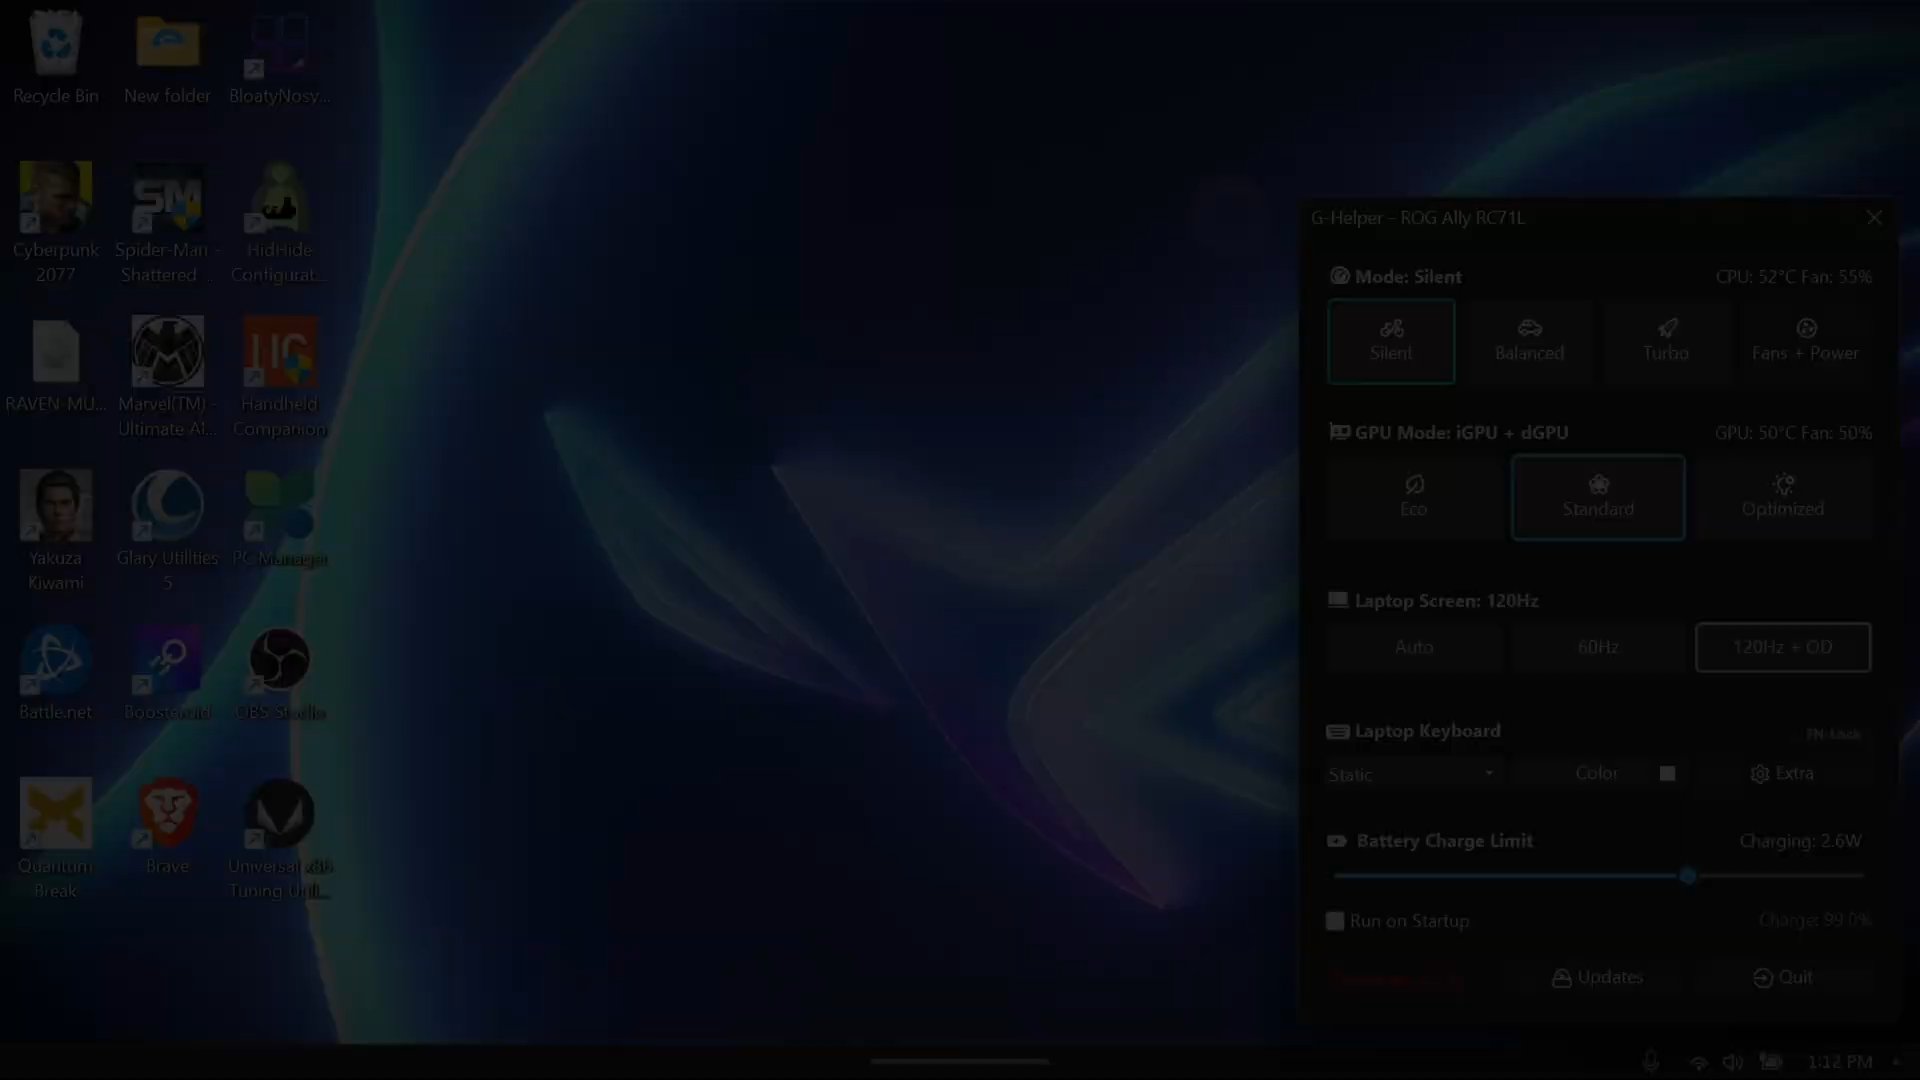 Recycle Bin
New folder
BloatyNosy...
Cyberpunk
2077
Spider-Man -
Shattered ...
HidHide
Configurat...
RAVEN-MU...
Marvel(TM) -
Ultimate Al...
Handheld
Companion
Yakuza
Kiwami
Glary Utilities
5
PC Manager
Battle.net
Boosteroid
OBS Studio
Quantum
Break
Brave
Universal x86
Tuning Util...
SM
HC
G-Helper - ROG Ally RC71L
Mode: Silent
CPU: 52°C Fan: 55%
Silent
Balanced
Turbo
Fans + Power
GPU Mode: iGPU + dGPU
GPU: 50°C Fan: 50%
Eco
Standard
Optimized
Laptop Screen: 120Hz
Auto
60Hz
120Hz + OD
Laptop Keyboard
FN-Lock
Static
Color
Extra
Battery Charge Limit
Charging: 2.6W
Run on Startup
Charge: 99.0%
Updates
Quit
1:12 PM